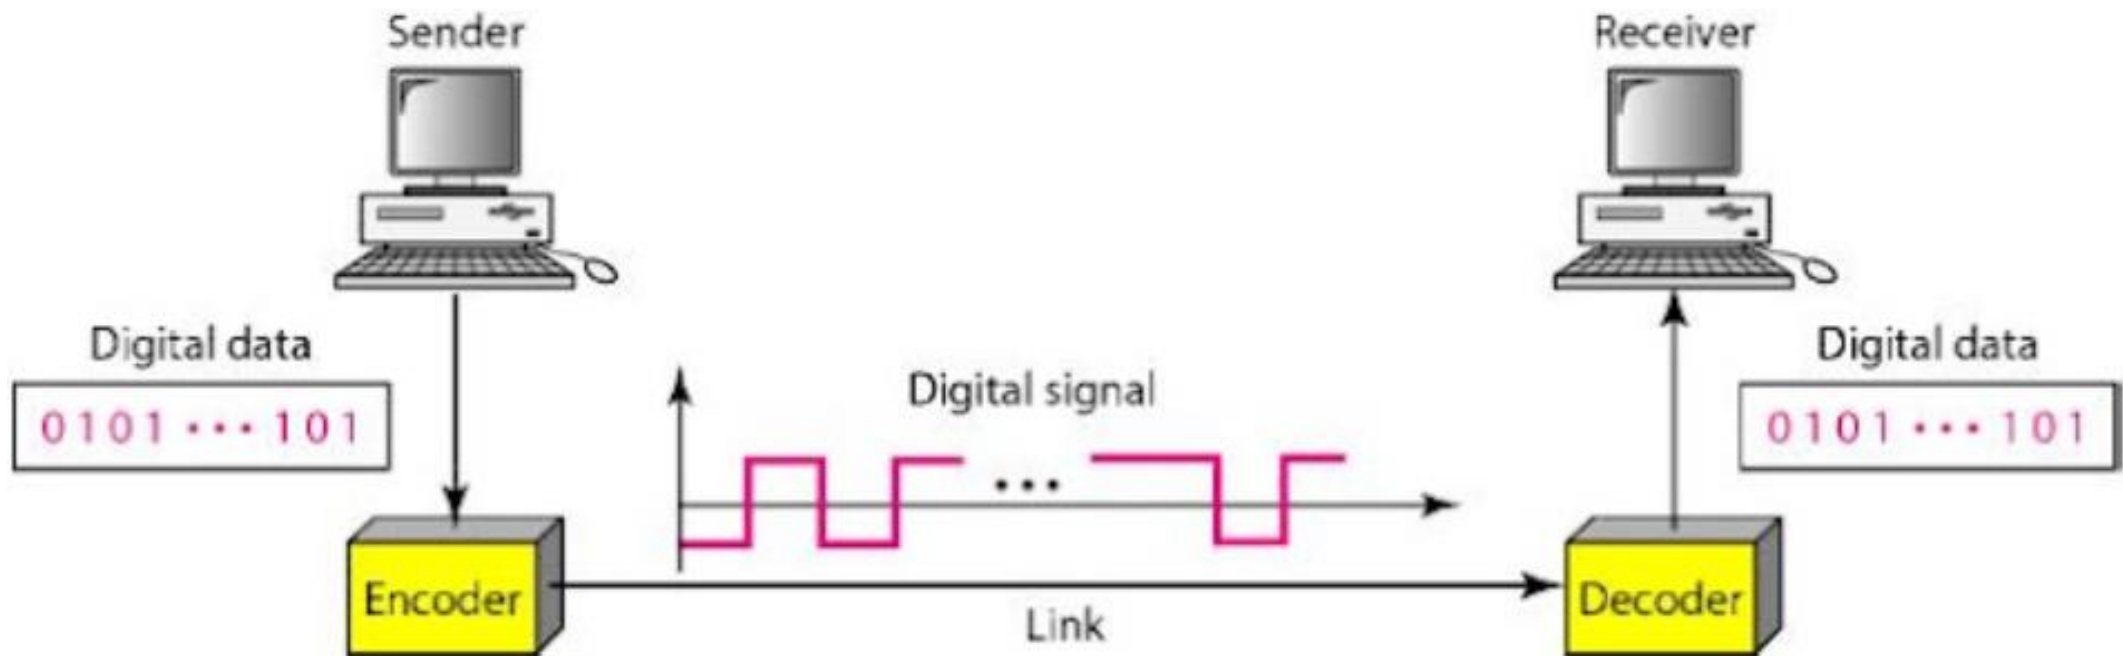 Sender
Receiver
Digital data
Digital data
Digital signal
0101 ••• 101
0101 ••• 101
•••
Encoder
Decoder
Link